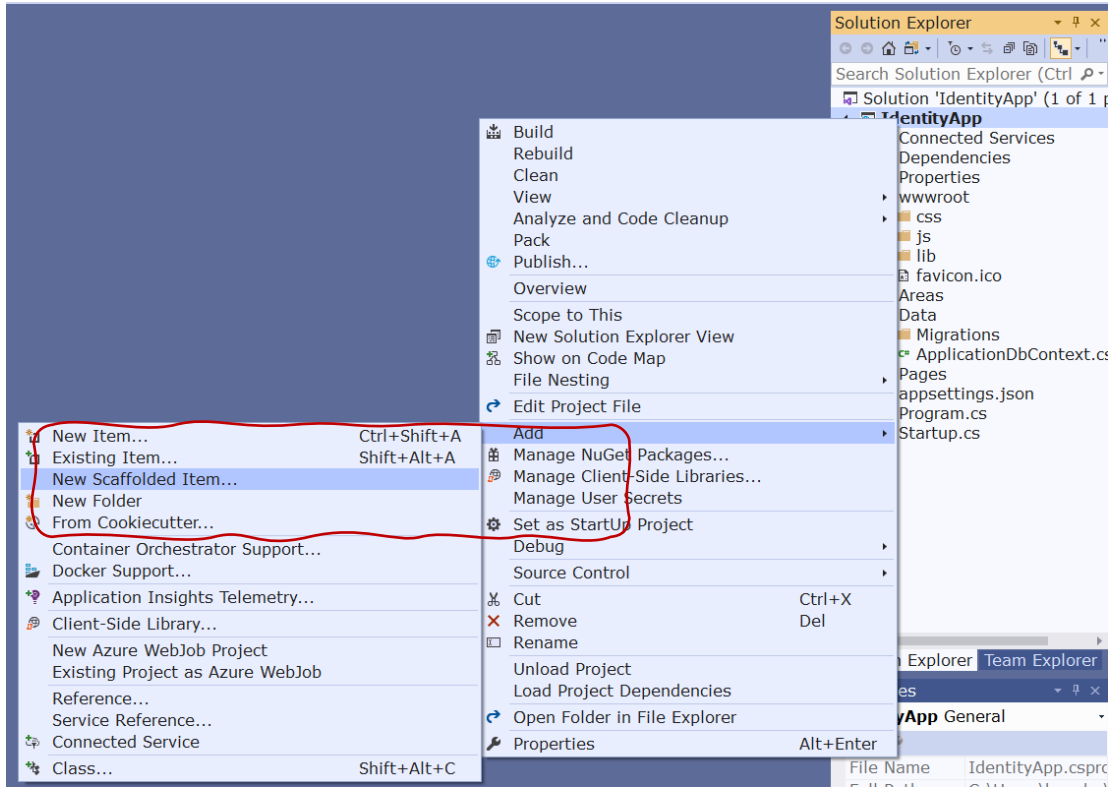 Solution Explorer
Search Solution Explorer (Ctrl
Solution 'IdentityApp' (1 of 1 p
IdentityApp
Connected Services
Dependencies
Properties
wwwroot
css
js
lib
favicon.ico
Areas
Data
Migrations
ApplicationDbContext.cs
Pages
appsettings.json
Program.cs
Startup.cs
Build
Rebuild
Clean
View
Analyze and Code Cleanup
Pack
Publish...
Overview
Scope to This
New Solution Explorer View
Show on Code Map
File Nesting
Edit Project File
Add
Manage NuGet Packages...
Manage Client-Side Libraries...
Manage User Secrets
Set as StartUp Project
Debug
Source Control
Cut Ctrl+X
Remove Del
Rename
Unload Project
Load Project Dependencies
Open Folder in File Explorer
Properties Alt+Enter
New Item... Ctrl+Shift+A
Existing Item... Shift+Alt+A
New Scaffolded Item...
New Folder
From Cookiecutter...
Container Orchestrator Support...
Docker Support...
Application Insights Telemetry...
Client-Side Library...
New Azure WebJob Project
Existing Project as Azure WebJob
Reference...
Service Reference...
Connected Service
Class... Shift+Alt+C
Explorer Team Explorer
es
yApp General
File Name IdentityApp.cspro